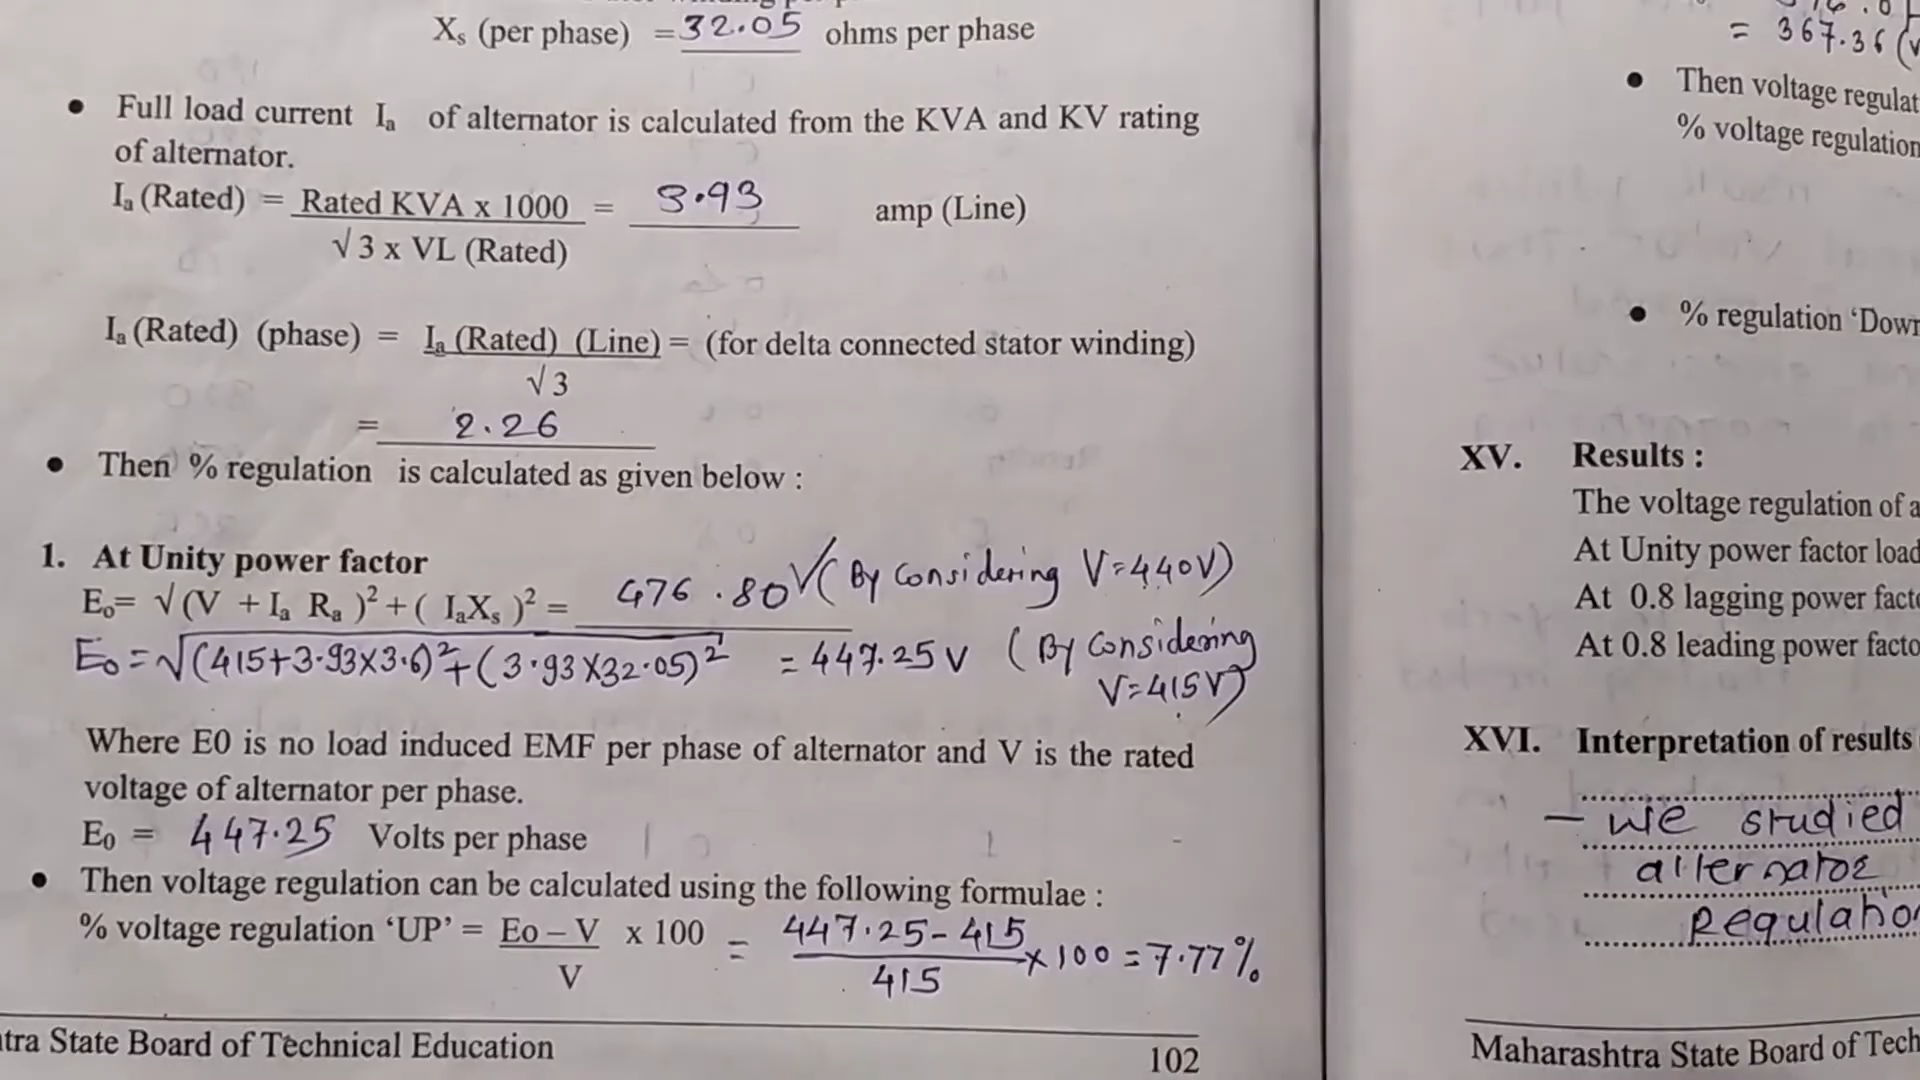 Xs (per phase) = 32.05 ohms per phase
• Full load current Ia of alternator is calculated from the KVA and KV rating
of alternator.
Ia (Rated) = Rated KVA x 1000 = 3.93 amp (Line)
√3 x VL (Rated)
Ia (Rated) (phase) = Ia (Rated) (Line) = (for delta connected stator winding)
√3
= 2.26
• Then % regulation is calculated as given below :
1. At Unity power factor
E₀= √(V + Ia Ra )² + ( IaXs )² = 476.80V (By Considering V=440V)
E₀ = √(415+3.93X3.6)²+(3.93X32.05)² = 447.25 V (By Considering
V=415V)
Where E0 is no load induced EMF per phase of alternator and V is the rated
voltage of alternator per phase.
E₀ = 447.25 Volts per phase
• Then voltage regulation can be calculated using the following formulae :
% voltage regulation ‘UP’ = Eo – V x 100 = 447.25-415 x100 = 7.77%
V 415
tra State Board of Technical Education 102
= 367.36 (
• Then voltage regulat
% voltage regulation
• % regulation ‘Down
XV. Results :
The voltage regulation of a
At Unity power factor load
At 0.8 lagging power facto
At 0.8 leading power facto
XVI. Interpretation of results
– We studied
alternator
Regulation
Maharashtra State Board of Tech